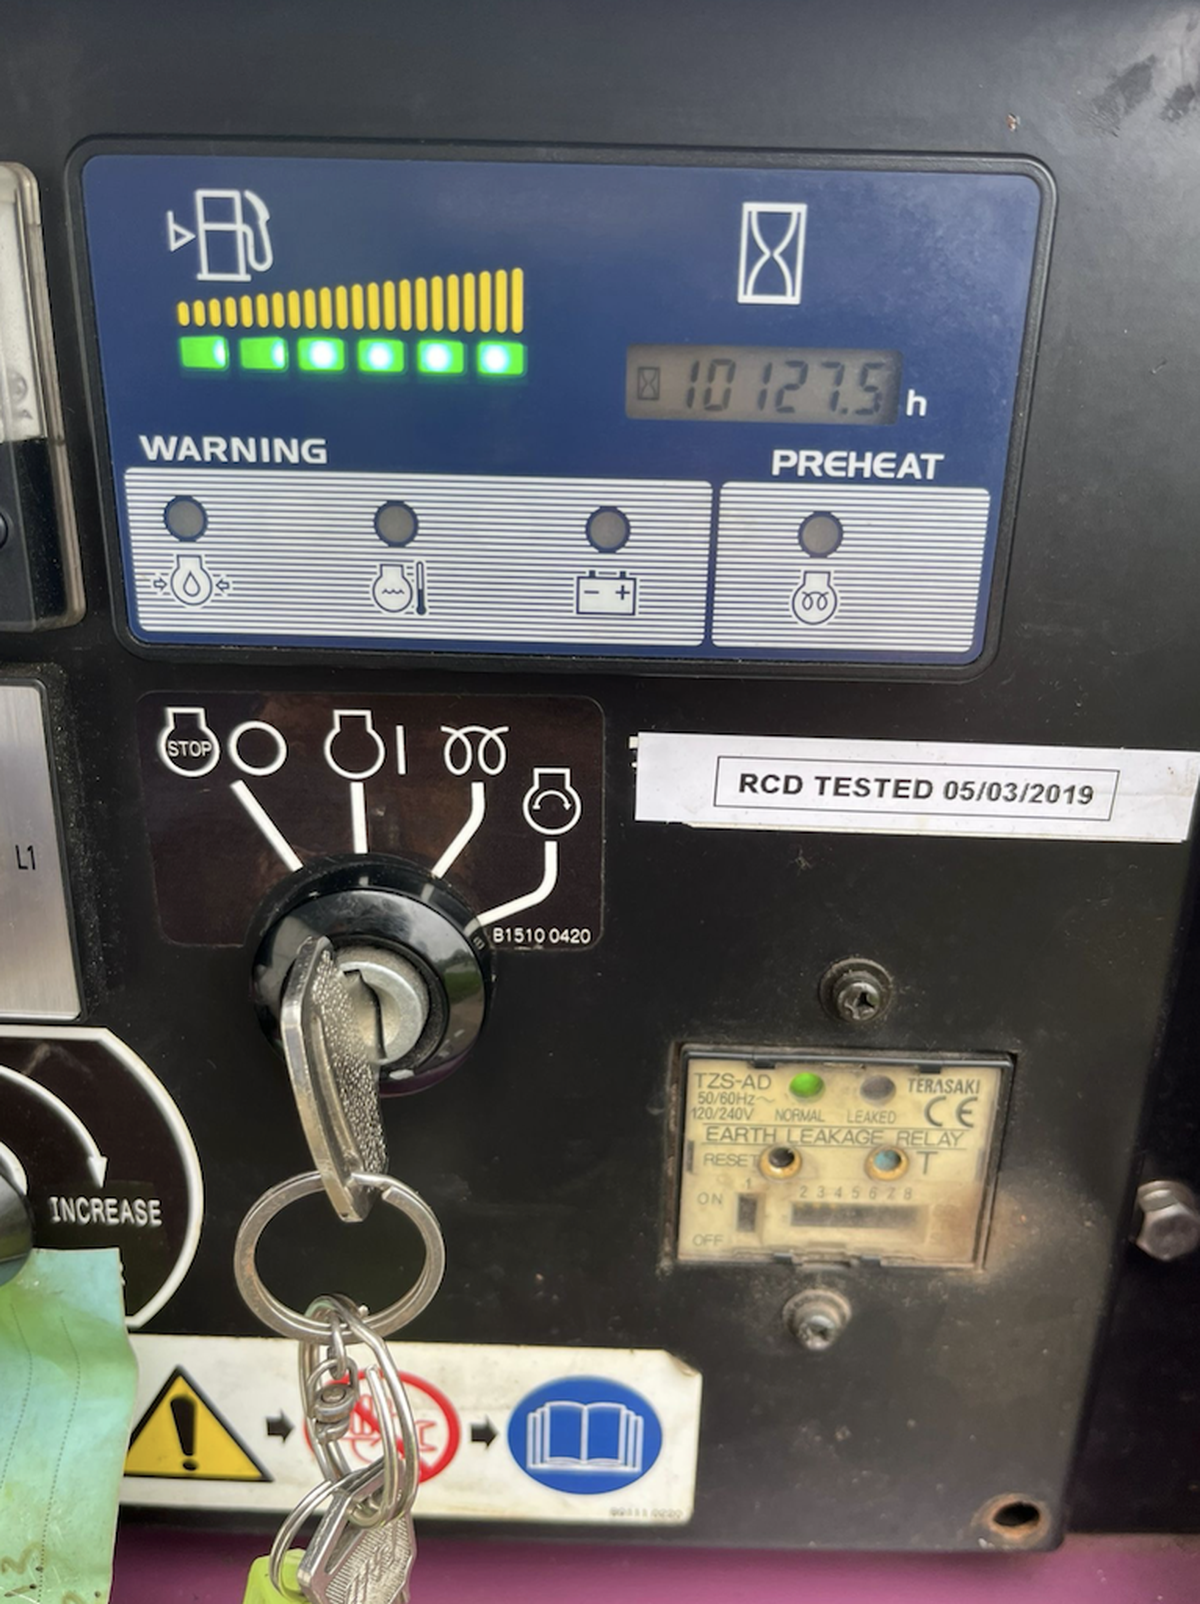 10127.5 h
WARNING
PREHEAT
STOP
RCD TESTED 05/03/2019
L1
B1510 0420
TZS-AD
50/60Hz~
120/240V
NORMAL
LEAKED
TERASAKI
CE
EARTH LEAKAGE RELAY
RESET
T
1
2 3 4 5 6 7 8
ON
OFF
INCREASE